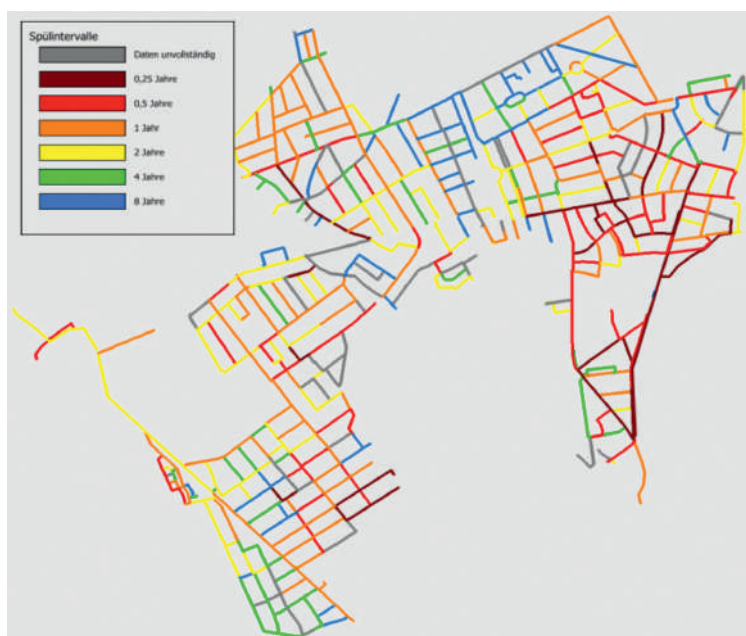 Spülintervalle
Daten unvollständig
0,25 Jahre
0,5 Jahre
1 Jahr
2 Jahre
4 Jahre
8 Jahre